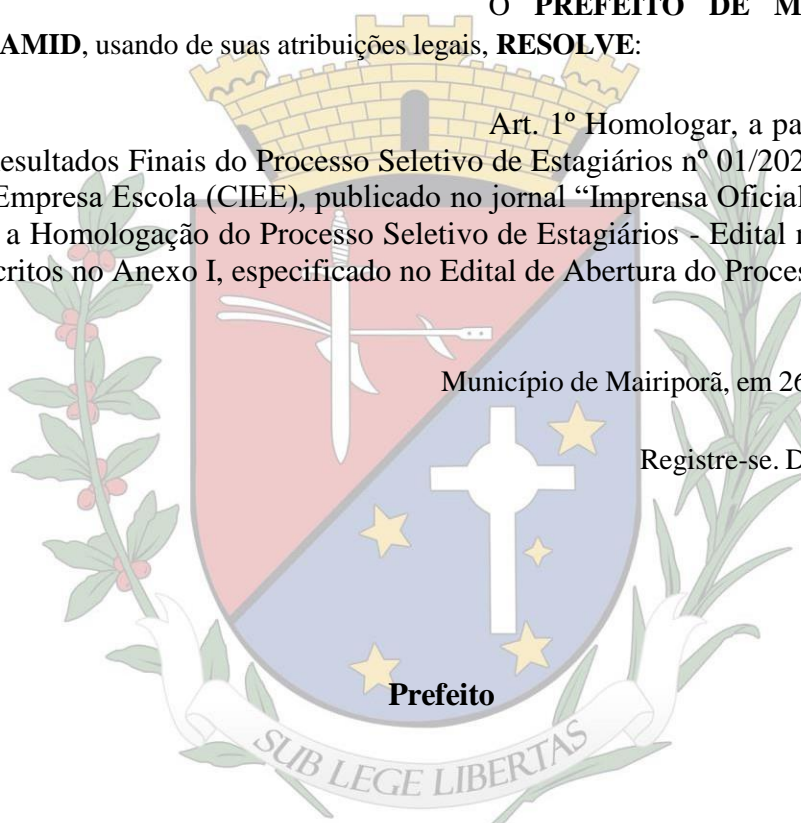 O PREFEITO DE M
AMID, usando de suas atribuições legais, RESOLVE:
Art. 1º Homologar, a pa
esultados Finais do Processo Seletivo de Estagiários nº 01/202
Empresa Escola (CIEE), publicado no jornal “Imprensa Oficial
a Homologação do Processo Seletivo de Estagiários - Edital n
critos no Anexo I, especificado no Edital de Abertura do Proces
Município de Mairiporã, em 26
Registre-se. D
Prefeito
SUB LEGE LIBERTAS